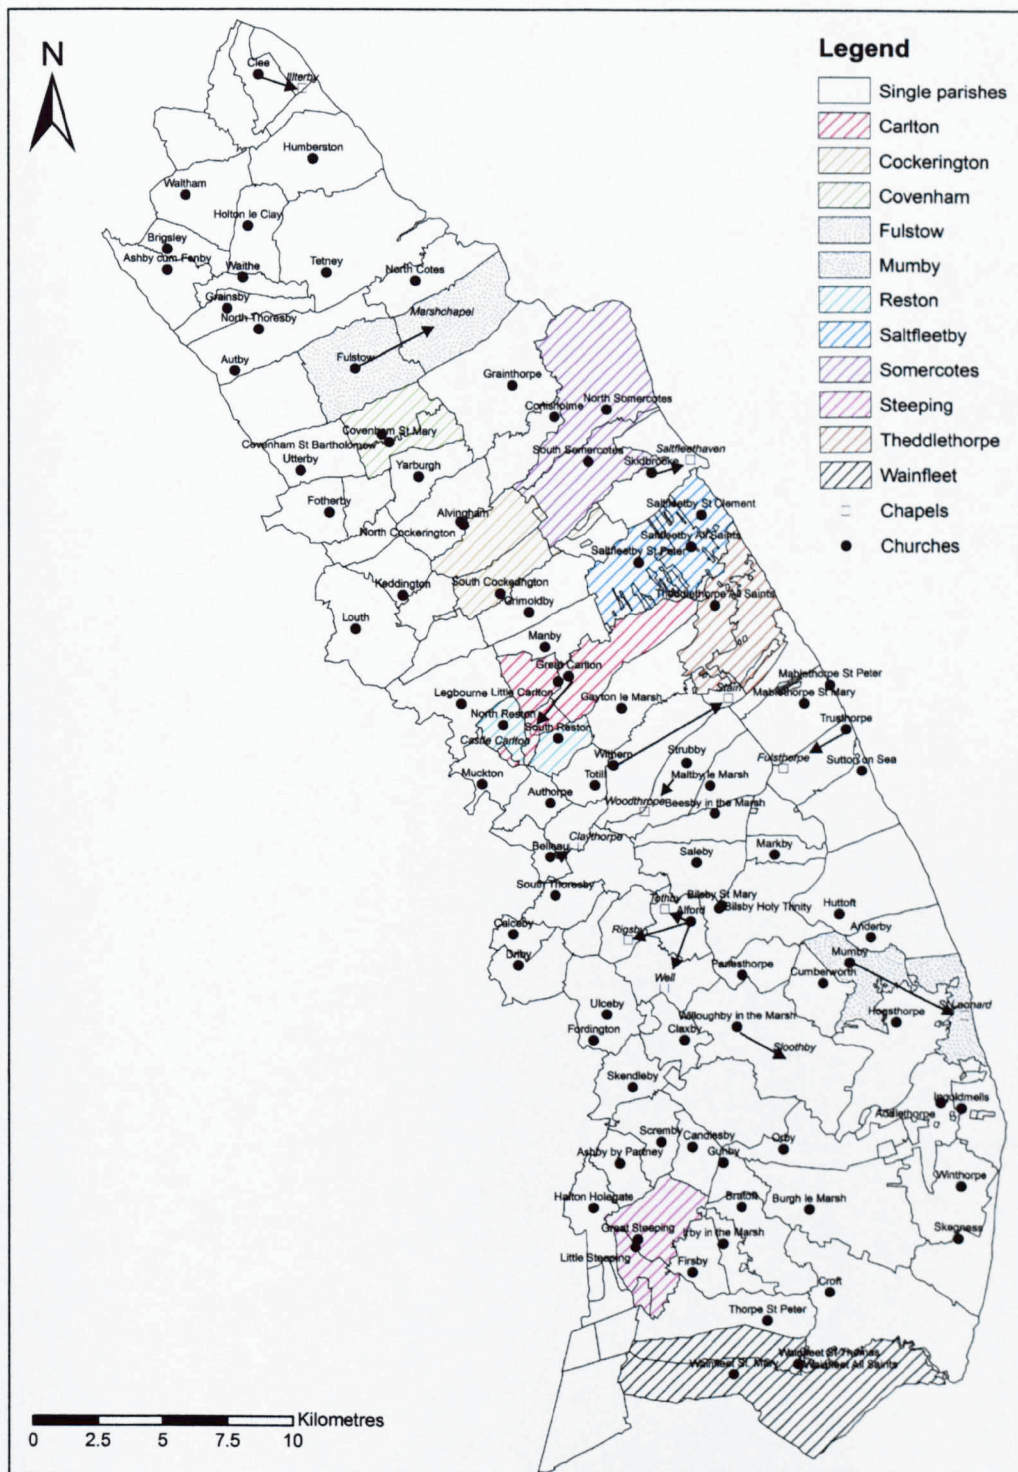 N
Legend
Single parishes
Carlton
Cockerington
Covenham
Fulstow
Mumby
Reston
Saltfleetby
Somercotes
Steeping
Theddlethorpe
Wainfleet
Chapels
Churches
Clee
Itterby
Humberston
Waltham
Holton le Clay
Brigsley
Ashby cum Fenby
Waithe
Tetney
North Cotes
Grainsby
North Thoresby
Marshchapel
Autby
Fulstow
Grainthorpe
Conisholme
North Somercotes
Covenham St Mary
Covenham St Bartholomew
Utterby
Yarburgh
South Somercotes
Saltfleethaven
Skidbrooke
Fotherby
Alvingham
North Cockerington
Saltfleetby St Clement
Saltfleetby All Saints
Saltfleetby St Peter
Keddington
South Cockerington
Grimoldby
Theddlethorpe All Saints
Louth
Manby
Great Carlton
Little Carlton
Legbourne
Gayton le Marsh
Stain
Mablethorpe St Peter
Mablethorpe St Mary
North Reston
South Reston
Castle Carlton
Trusthorpe
Withern
Strubby
Fulsthorpe
Sutton on Sea
Muckton
Totill
Maltby le Marsh
Authorpe
Woodthrope
Beesby in the Marsh
Claythorpe
Belleau
Saleby
Markby
South Thoresby
Tothby
Bilsby St Mary
Bilsby Holy Trinity
Alford
Huttoft
Calceby
Rigsby
Anderby
Driby
Well
Farlesthorpe
Mumby
Cumberworth
St Leonard
Hogsthorpe
Ulceby
Fordington
Claxby
Willoughby in the Marsh
Sloothby
Skendleby
Addlethorpe
Ingoldmells
Scremby
Candlesby
Gunby
Orby
Ashby by Partney
Winthorpe
Halton Holegate
Bratoft
Burgh le Marsh
Great Steeping
Little Steeping
Irby in the Marsh
Skegness
Firsby
Croft
Thorpe St Peter
Wainfleet St Thomas
Wainfleet St. Mary
Wainfleet All Saints
Kilometres
0 2.5 5 7.5 10